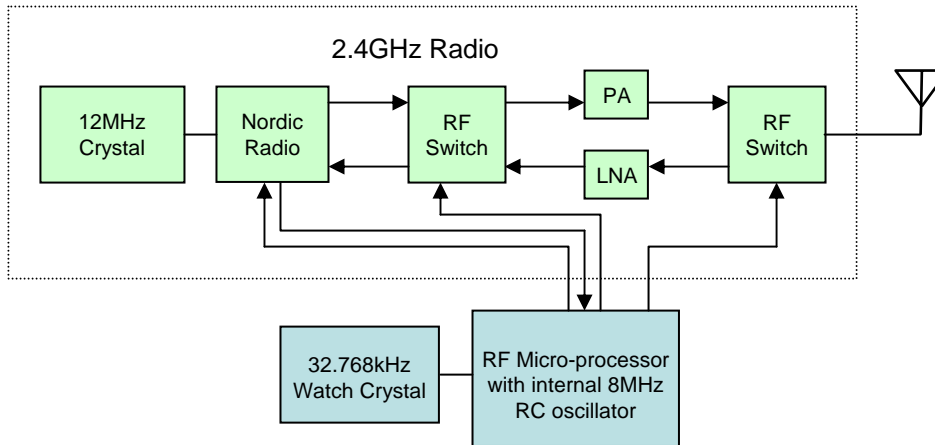 2.4GHz Radio
12MHz
Crystal
Nordic
Radio
RF
Switch
PA
LNA
RF
Switch
32.768kHz
Watch Crystal
RF Micro-processor
with internal 8MHz
RC oscillator